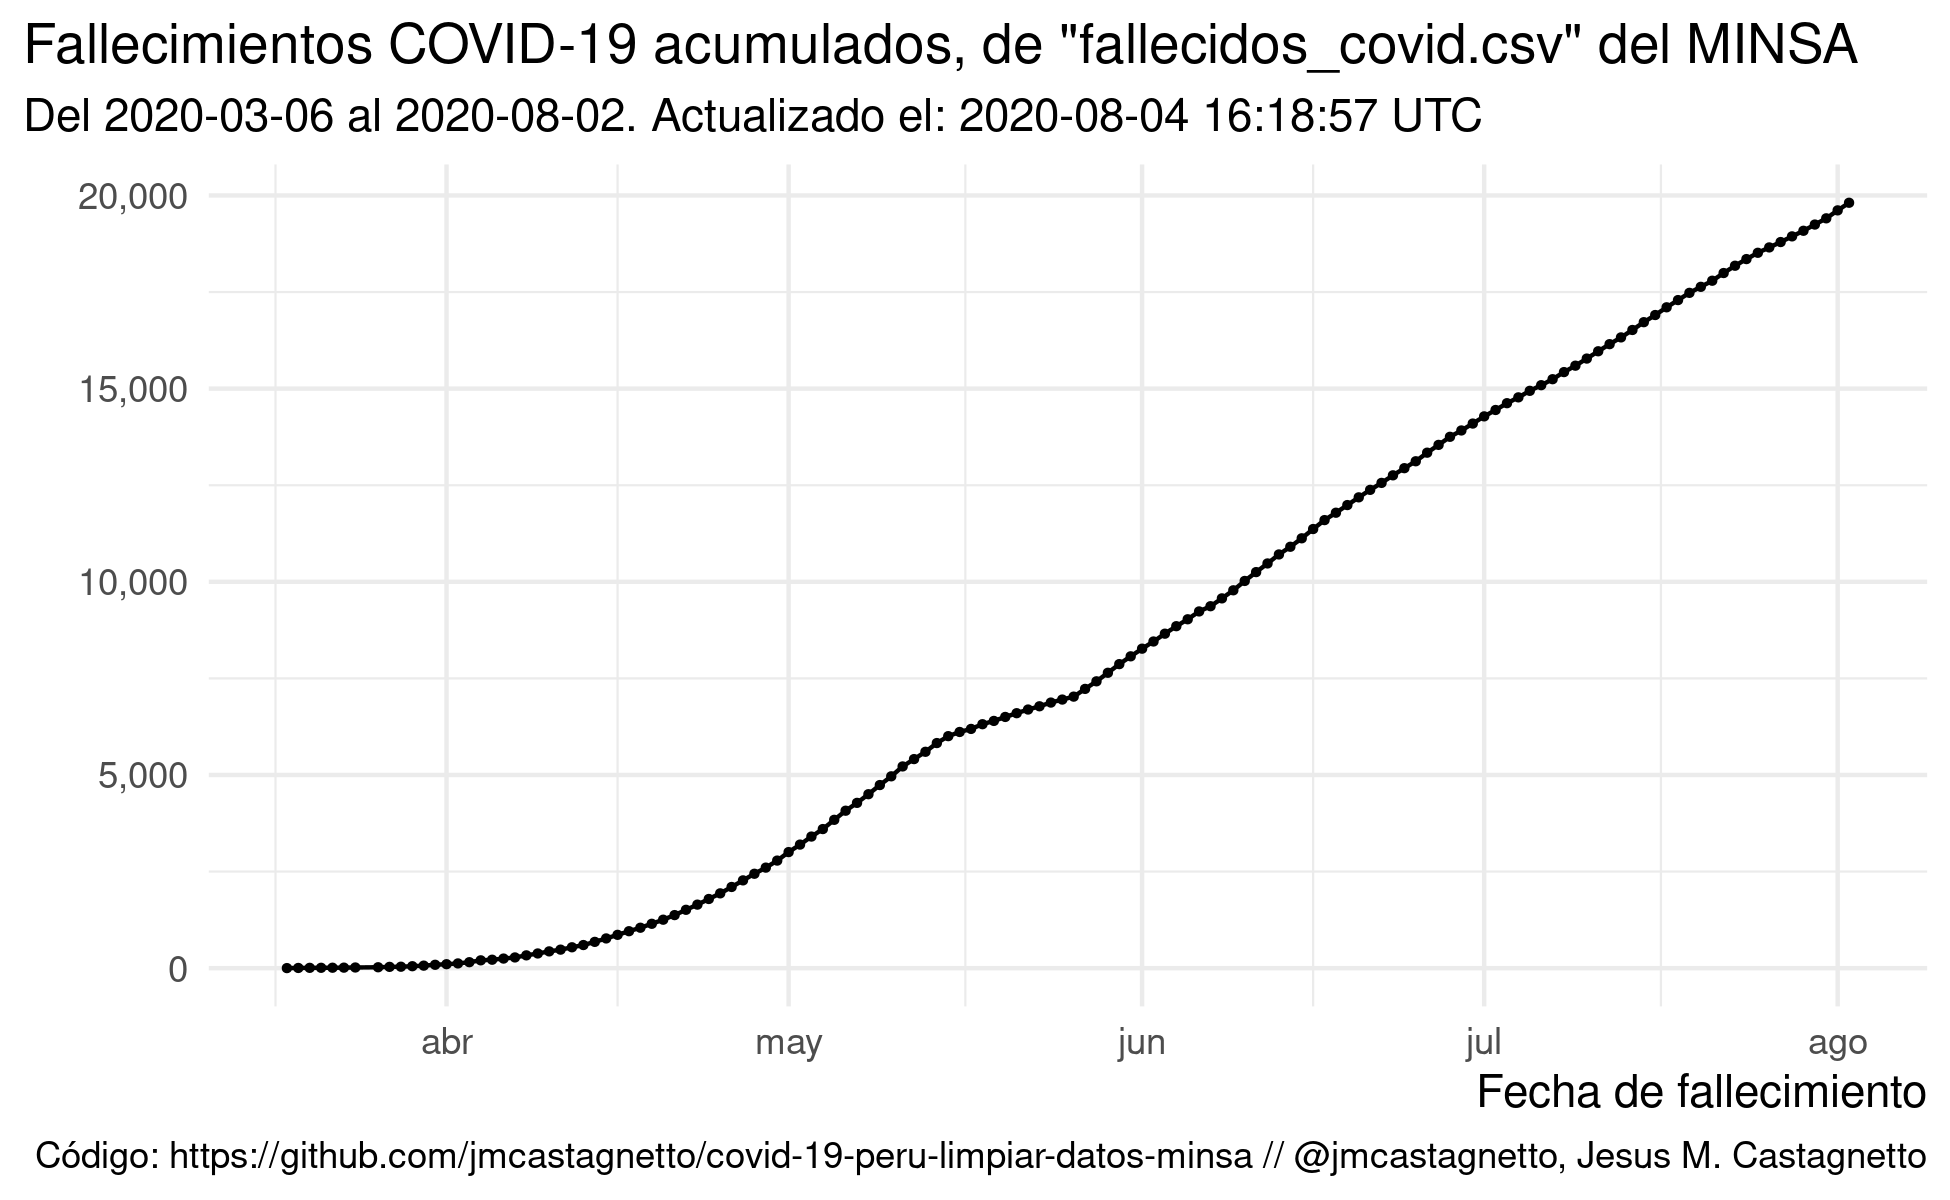 Fallecimientos COVID-19 acumulados, de "fallecidos_covid.csv" del MINSA
Del 2020-03-06 al 2020-08-02. Actualizado el: 2020-08-04 16:18:57 UTC
20,000
15,000
10,000
5,000
0
abr may jun jul ago
Fecha de fallecimiento
Código: https://github.com/jmcastagnetto/covid-19-peru-limpiar-datos-minsa // @jmcastagnetto, Jesus M. Castagnetto